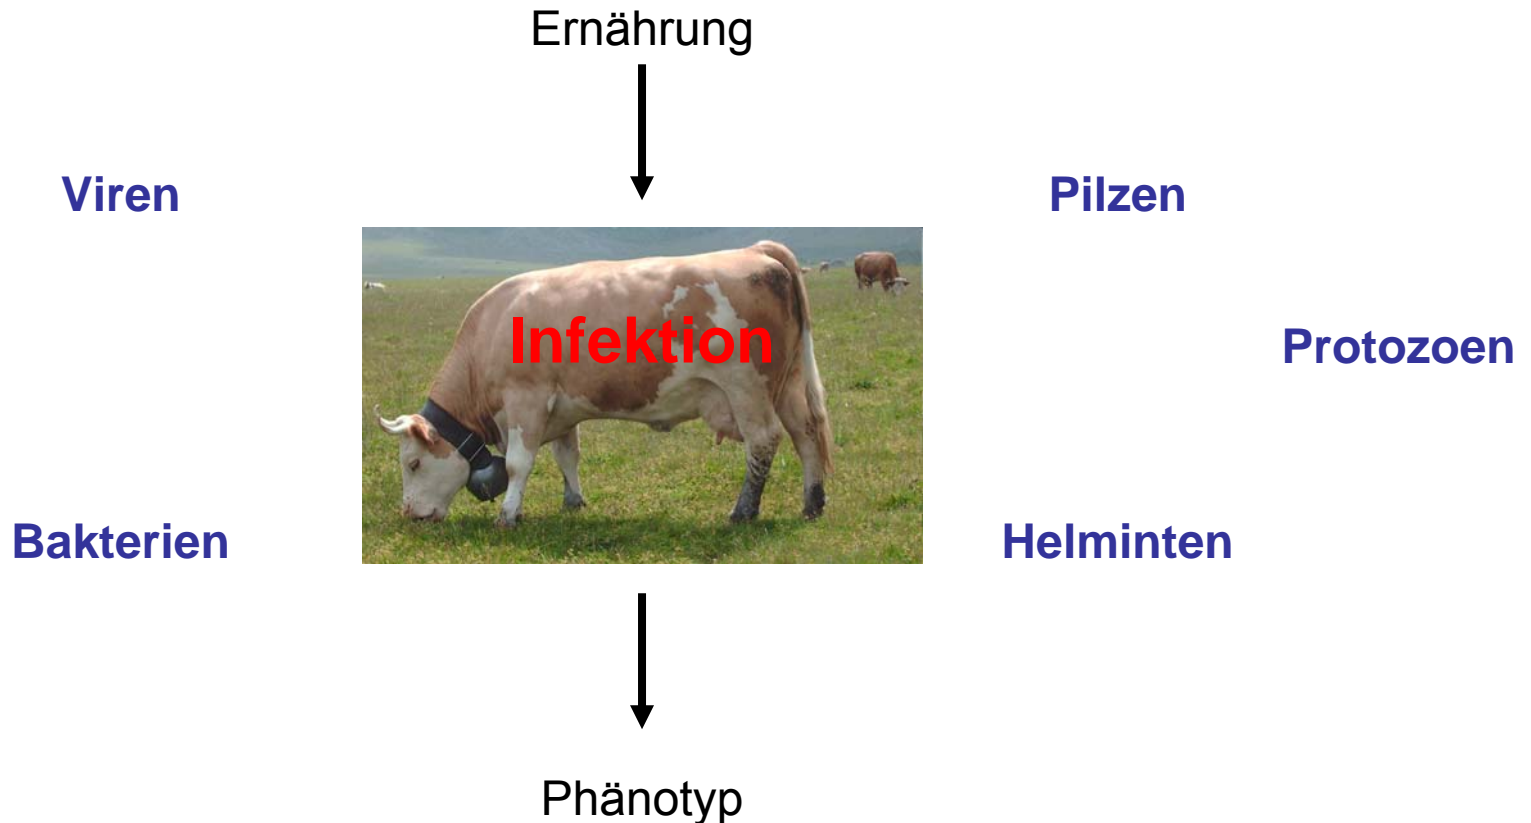 Ernährung
Viren
Pilzen
Infektion
Protozoen
Bakterien
Helminten
Phänotyp